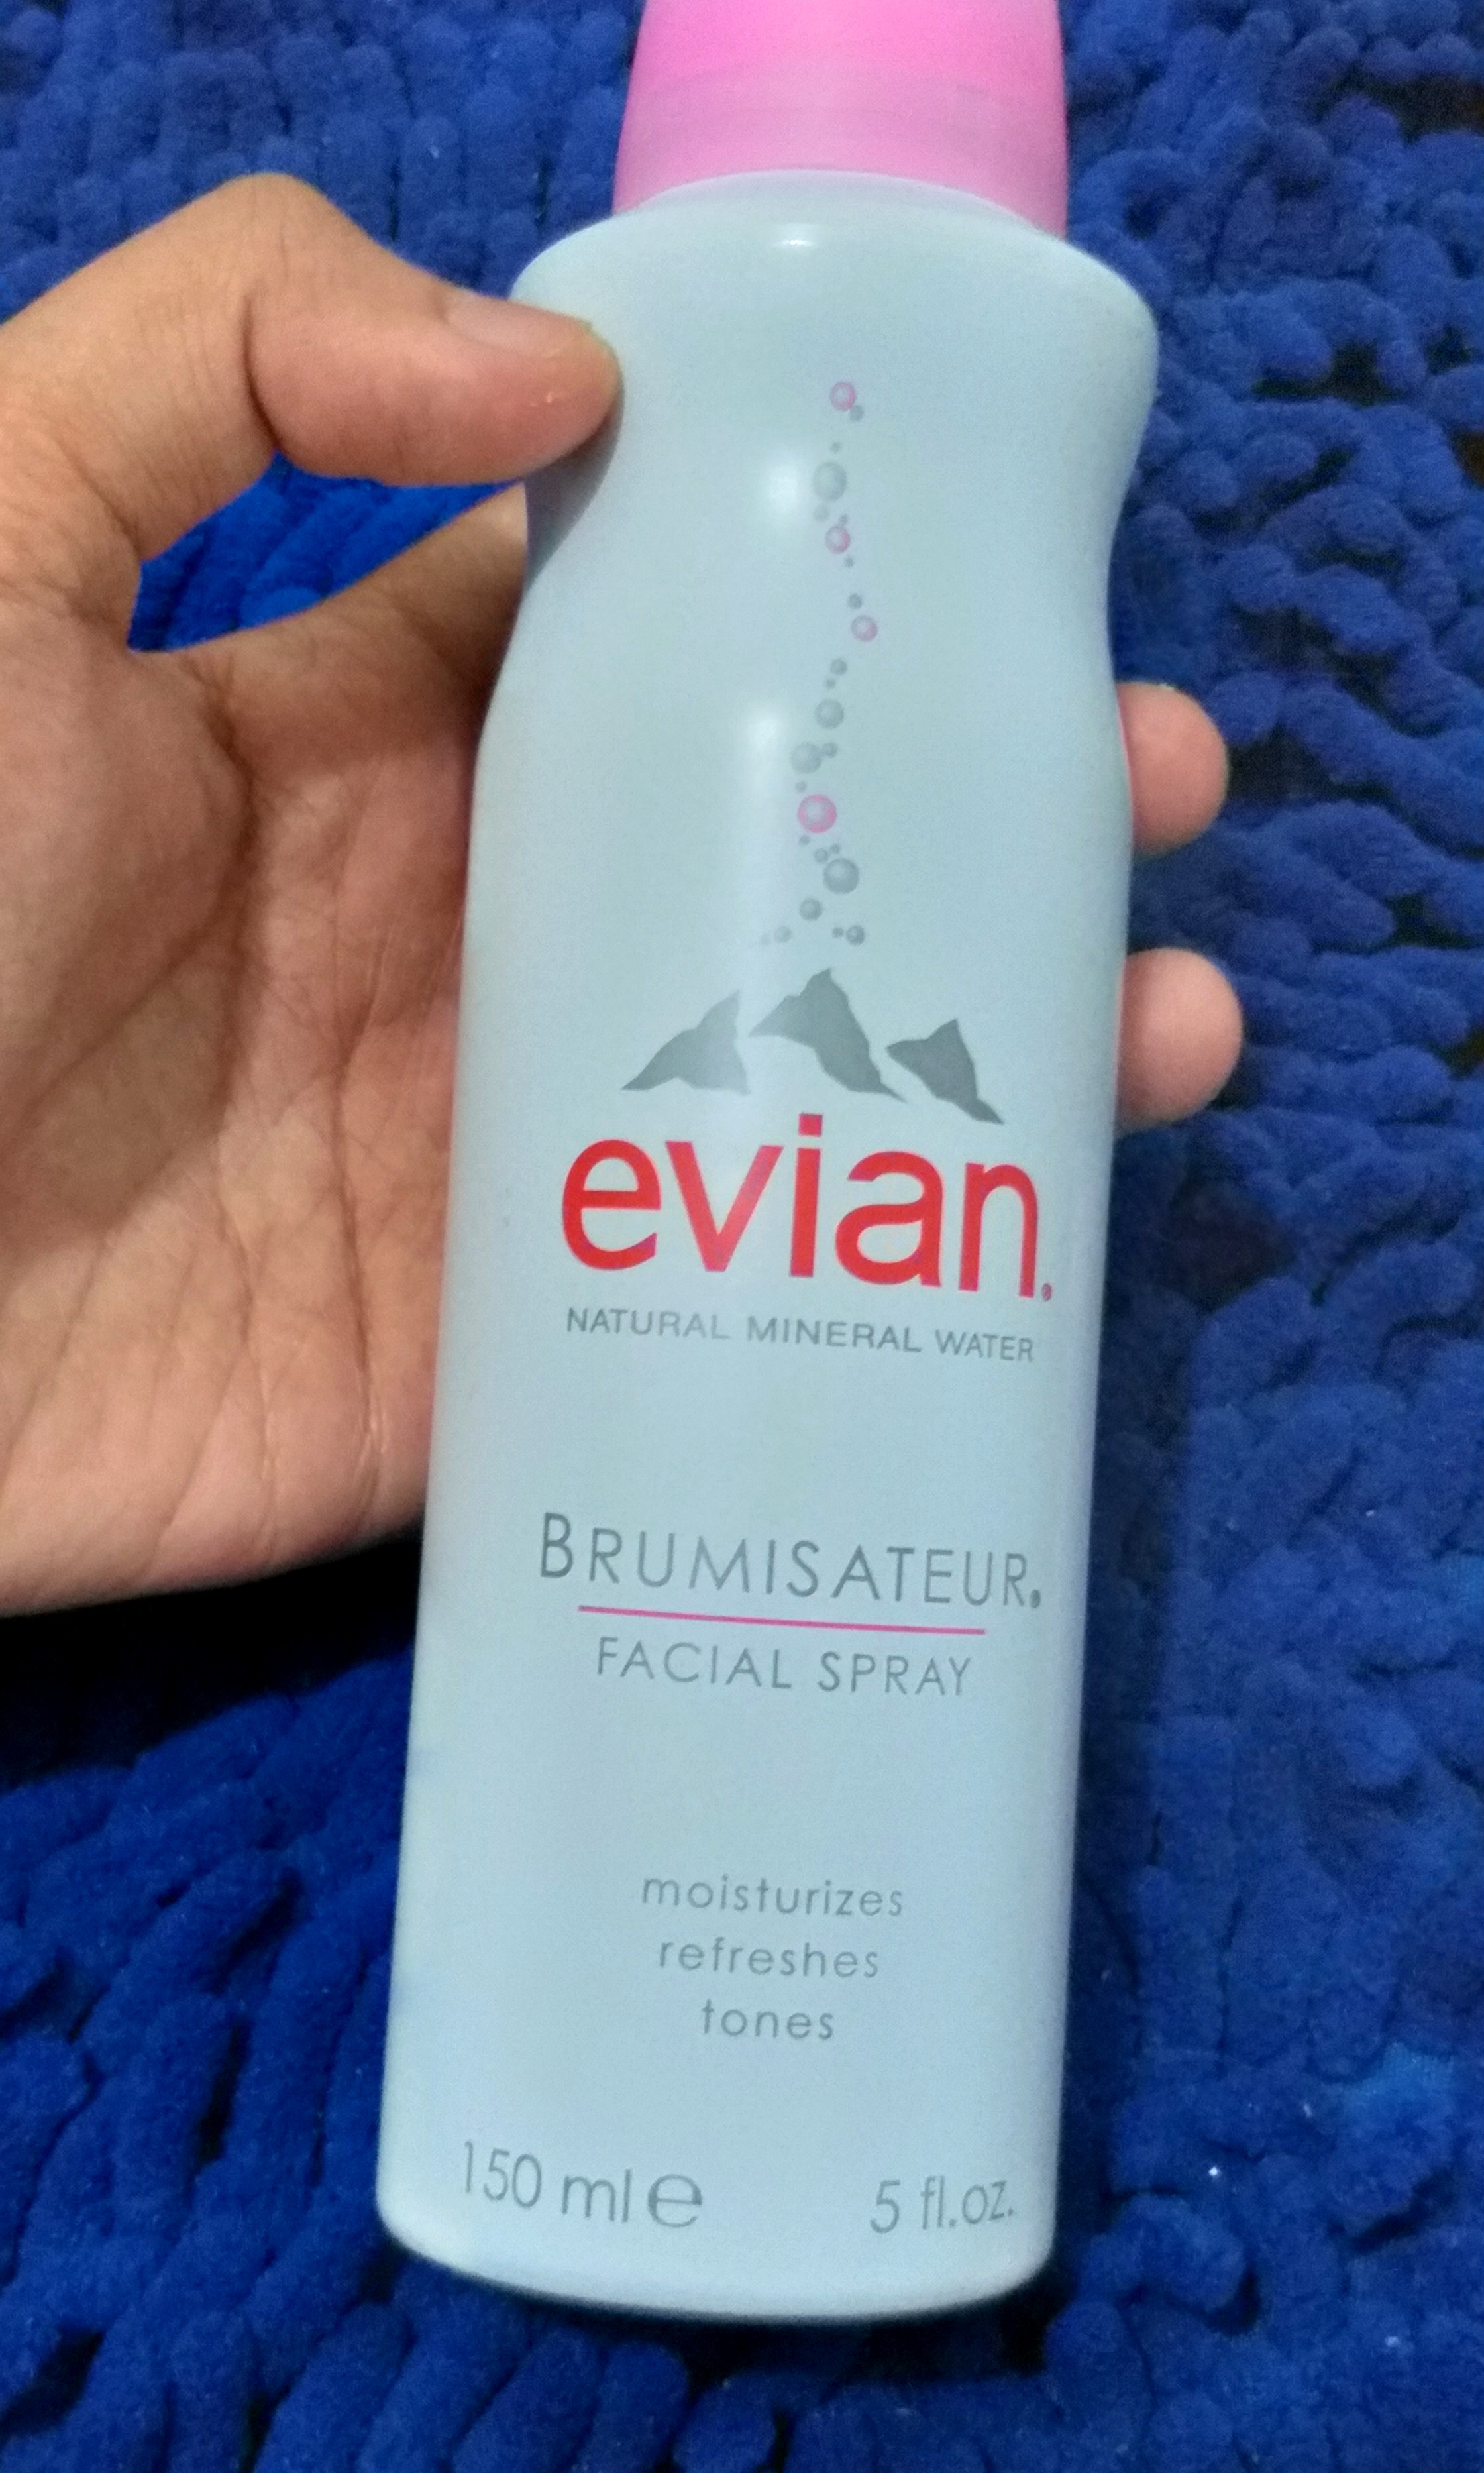 evian®
NATURAL MINERAL WATER
BRUMISATEUR®
FACIAL SPRAY
moisturizes
refreshes
tones
150 ml e 5 fl.oz.